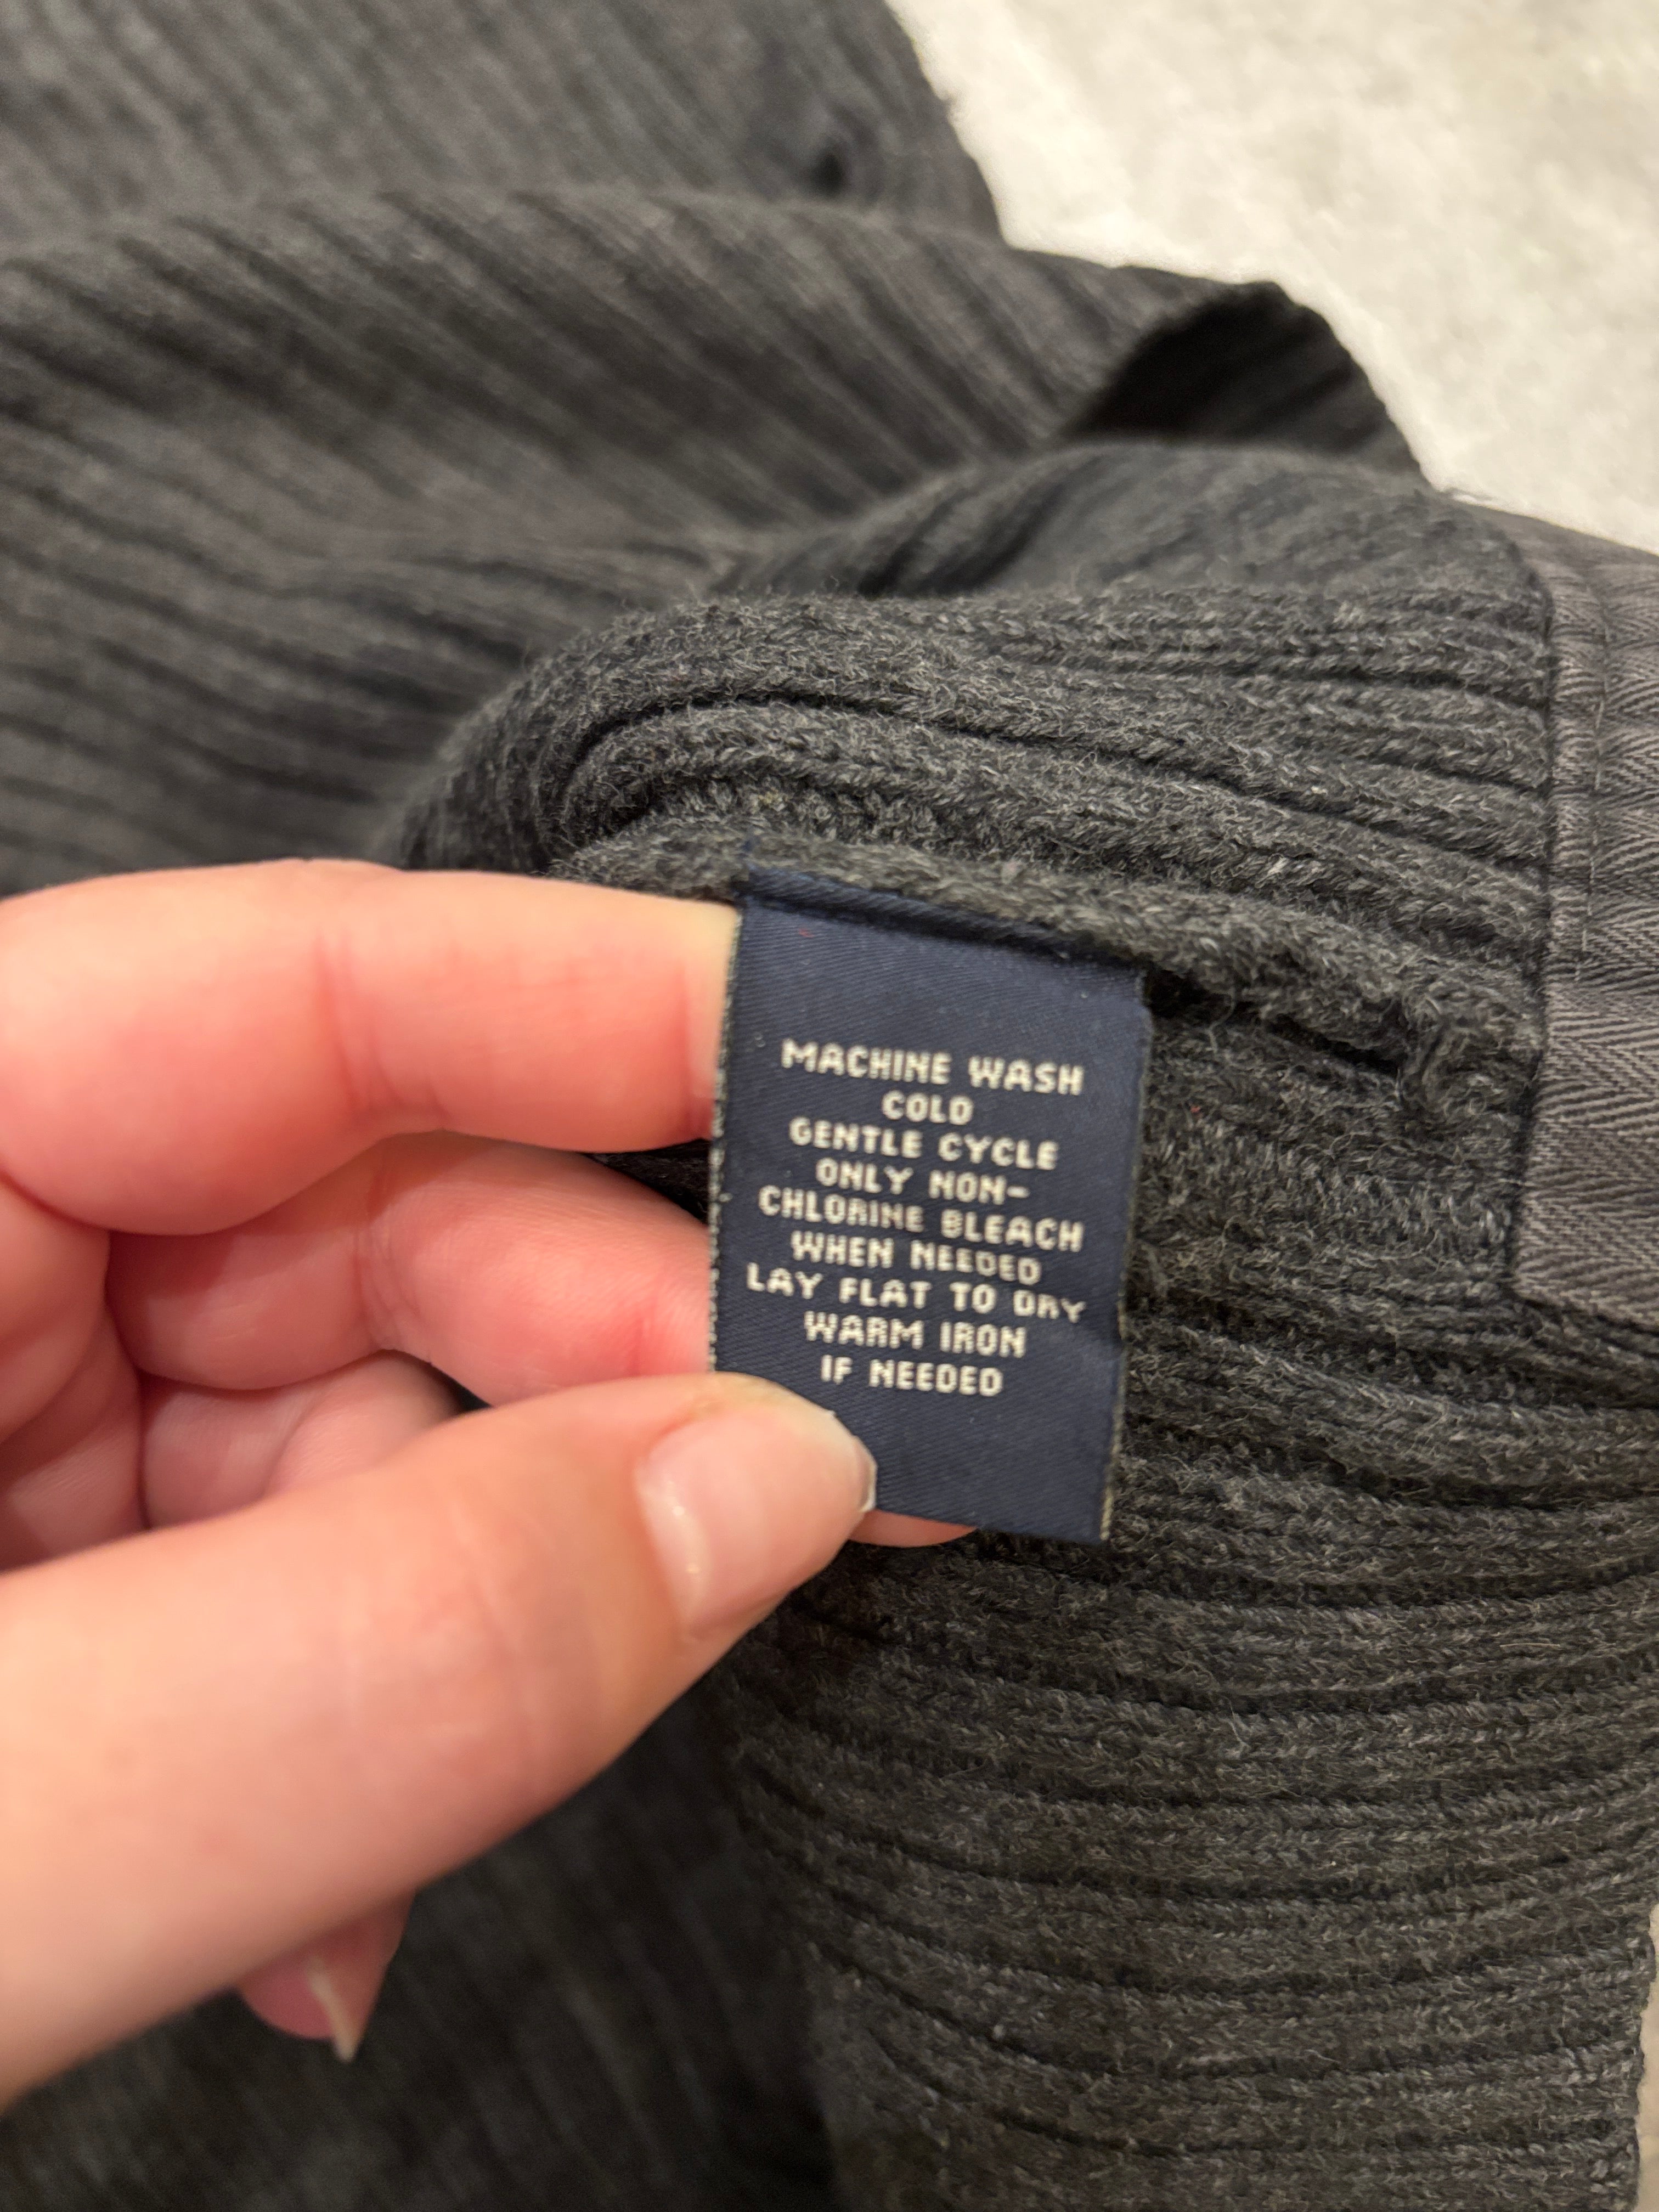 MACHINE WASH
COLD
GENTLE CYCLE
ONLY NON-
CHLORINE BLEACH
WHEN NEEDED
LAY FLAT TO DRY
WARM IRON
IF NEEDED